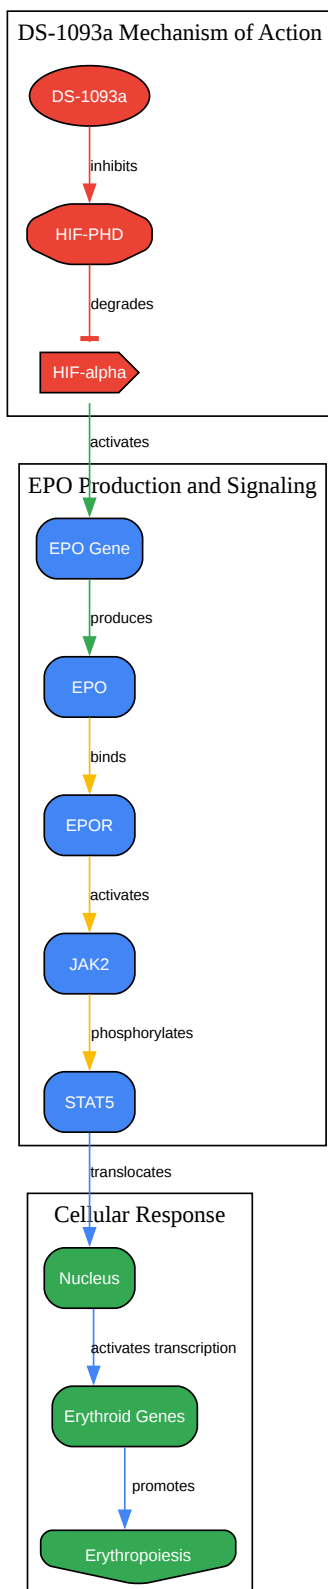 DS-1093a Mechanism of Action
DS-1093a
inhibits
HIF-PHD
degrades
HIF-alpha
activates
EPO Production and Signaling
EPO Gene
produces
EPO
binds
EPOR
activates
JAK2
phosphorylates
STAT5
translocates
Cellular Response
Nucleus
activates transcription
Erythroid Genes
promotes
Erythropoiesis